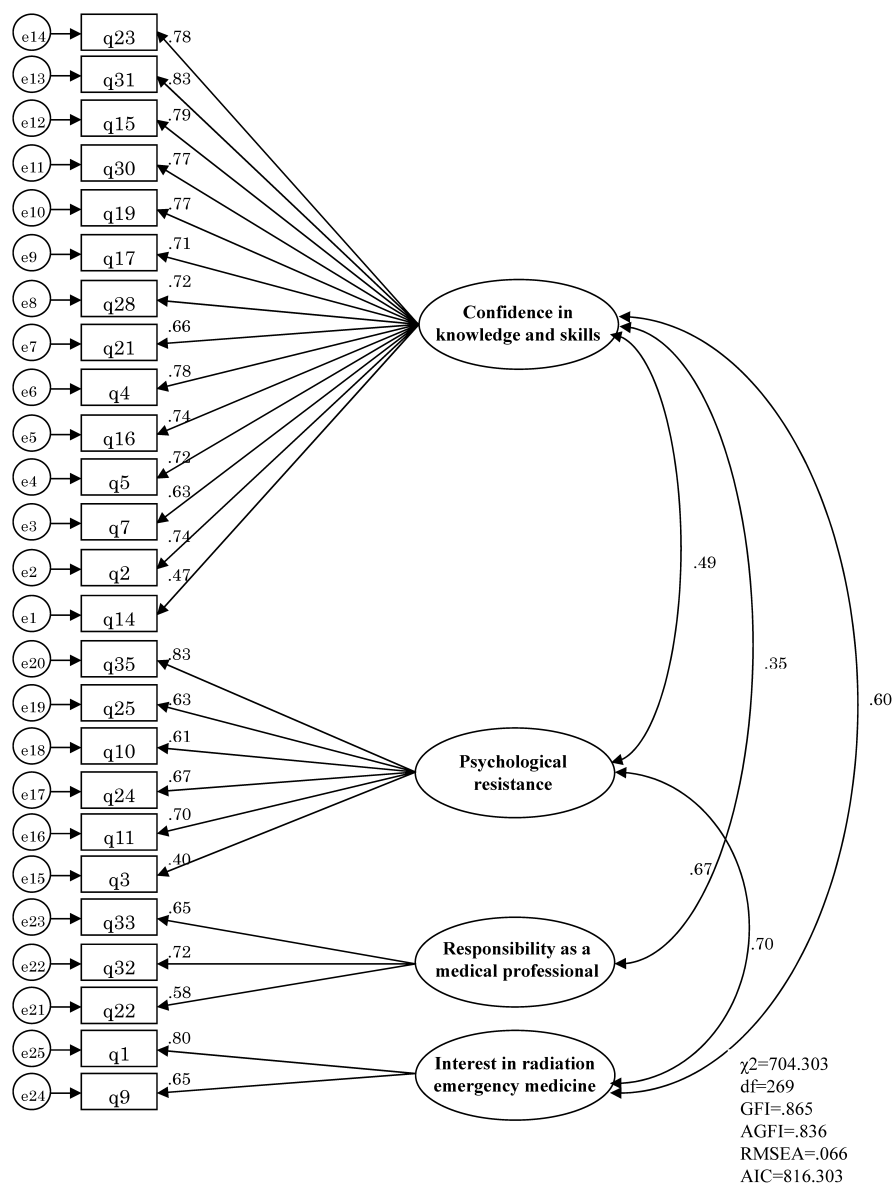 e14 q23 .78
e13 q31 .83
e12 q15 .79
e11 q30 .77
e10 q19 .77
e9 q17 .71
e8 q28 .72
e7 q21 .66
e6 q4 .78
e5 q16 .74
e4 q5 .72
e3 q7 .63
e2 q2 .74
e1 q14 .47
Confidence in
knowledge and skills
e20 q35 .83
e19 q25 .63
e18 q10 .61
e17 q24 .67
e16 q11 .70
e15 q3 .40
Psychological
resistance
e23 q33 .65
e22 q32 .72
e21 q22 .58
Responsibility as a
medical professional
e25 q1 .80
e24 q9 .65
Interest in radiation
emergency medicine
.49
.35
.60
.67
.70
χ2=704.303
df=269
GFI=.865
AGFI=.836
RMSEA=.066
AIC=816.303